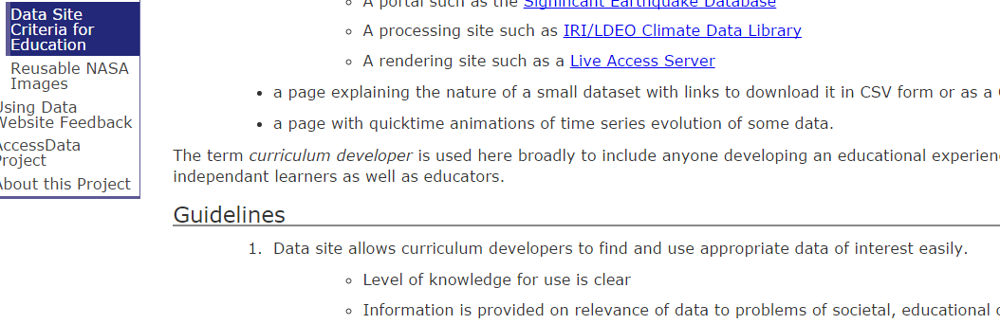 Data Site
Criteria for
Education
Reusable NASA
Images
Using Data
Website Feedback
AccessData
Project
About this Project
A portal such as the Significant Earthquake Database
A processing site such as IRI/LDEO Climate Data Library
A rendering site such as a Live Access Server
a page explaining the nature of a small dataset with links to download it in CSV form or as a
a page with quicktime animations of time series evolution of some data.
The term curriculum developer is used here broadly to include anyone developing an educational
independant learners as well as educators.
Guidelines
1. Data site allows curriculum developers to find and use appropriate data of interest easily.
Level of knowledge for use is clear
Information is provided on relevance of data to problems of societal, educational